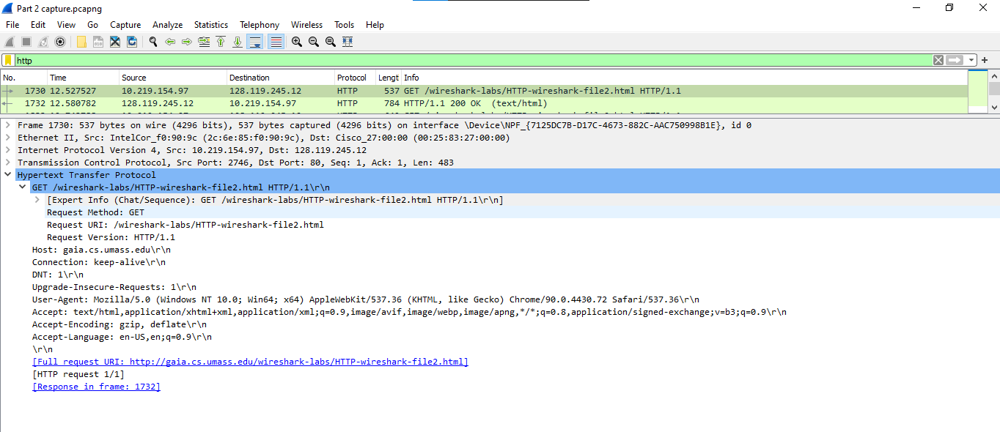 Part 2 capture.pcapng
File Edit View Go Capture Analyze Statistics Telephony Wireless Tools Help
http
No. Time Source Destination Protocol Lengt Info
1730 12.527527 10.219.154.97 128.119.245.12 HTTP 537 GET /wireshark-labs/HTTP-wireshark-file2.html HTTP/1.1
1732 12.580782 128.119.245.12 10.219.154.97 HTTP 784 HTTP/1.1 200 OK (text/html)
Frame 1730: 537 bytes on wire (4296 bits), 537 bytes captured (4296 bits) on interface \Device\NPF_{7125DC7B-D17C-4673-882C-AAC750998B1E}, id 0
Ethernet II, Src: IntelCor_f0:90:9c (2c:6e:85:f0:90:9c), Dst: Cisco_27:00:00 (00:25:83:27:00:00)
Internet Protocol Version 4, Src: 10.219.154.97, Dst: 128.119.245.12
Transmission Control Protocol, Src Port: 2746, Dst Port: 80, Seq: 1, Ack: 1, Len: 483
Hypertext Transfer Protocol
GET /wireshark-labs/HTTP-wireshark-file2.html HTTP/1.1\r\n
[Expert Info (Chat/Sequence): GET /wireshark-labs/HTTP-wireshark-file2.html HTTP/1.1\r\n]
Request Method: GET
Request URI: /wireshark-labs/HTTP-wireshark-file2.html
Request Version: HTTP/1.1
Host: gaia.cs.umass.edu\r\n
Connection: keep-alive\r\n
DNT: 1\r\n
Upgrade-Insecure-Requests: 1\r\n
User-Agent: Mozilla/5.0 (Windows NT 10.0; Win64; x64) AppleWebKit/537.36 (KHTML, like Gecko) Chrome/90.0.4430.72 Safari/537.36\r\n
Accept: text/html,application/xhtml+xml,application/xml;q=0.9,image/avif,image/webp,image/apng,*/*;q=0.8,application/signed-exchange;v=b3;q=0.9\r\n
Accept-Encoding: gzip, deflate\r\n
Accept-Language: en-US,en;q=0.9\r\n
\r\n
[Full request URI: http://gaia.cs.umass.edu/wireshark-labs/HTTP-wireshark-file2.html]
[HTTP request 1/1]
[Response in frame: 1732]